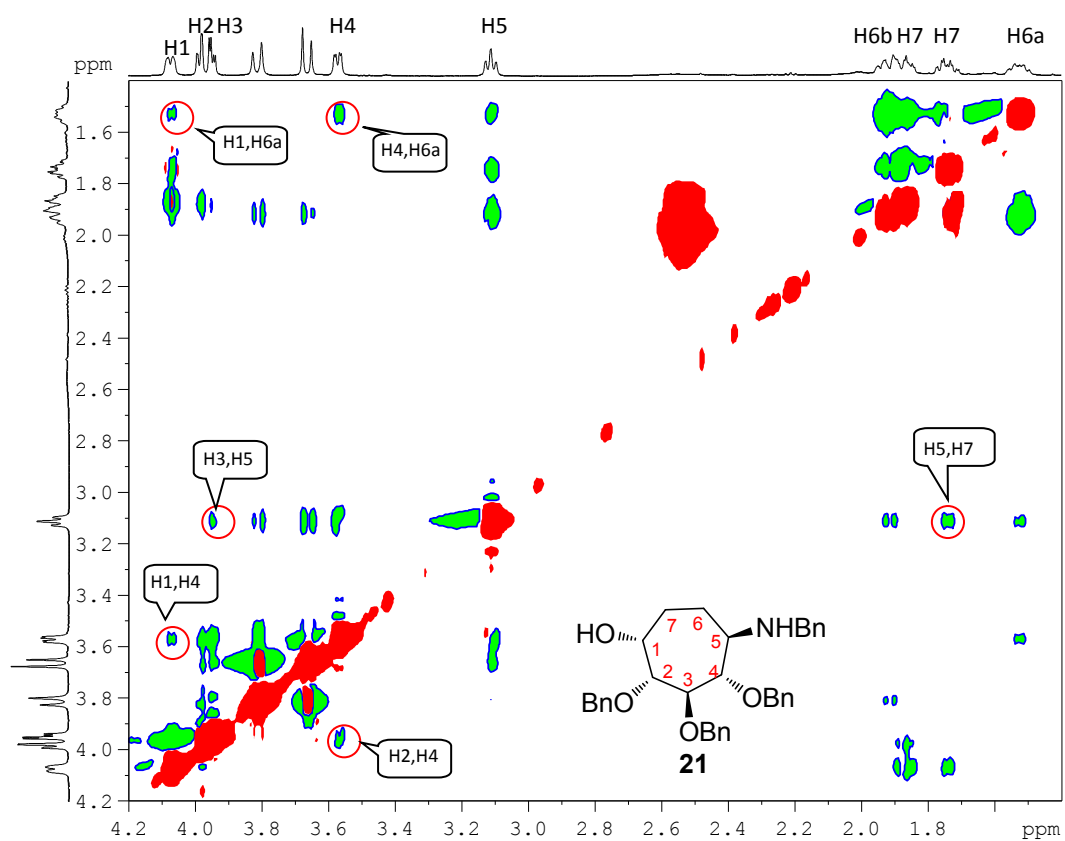 H1
H2 H3
H4
H5
H6b H7
H7
H6a
ppm
1.6
1.8
2.0
2.2
2.4
2.6
2.8
3.0
3.2
3.4
3.6
3.8
4.0
4.2
H1,H6a
H4,H6a
H3,H5
H5,H7
H1,H4
H2,H4
HO
7
6
5
NHBn
1
2
3
4
BnO
OBn
OBn
21
4.2 4.0 3.8 3.6 3.4 3.2 3.0 2.8 2.6 2.4 2.2 2.0 1.8 ppm